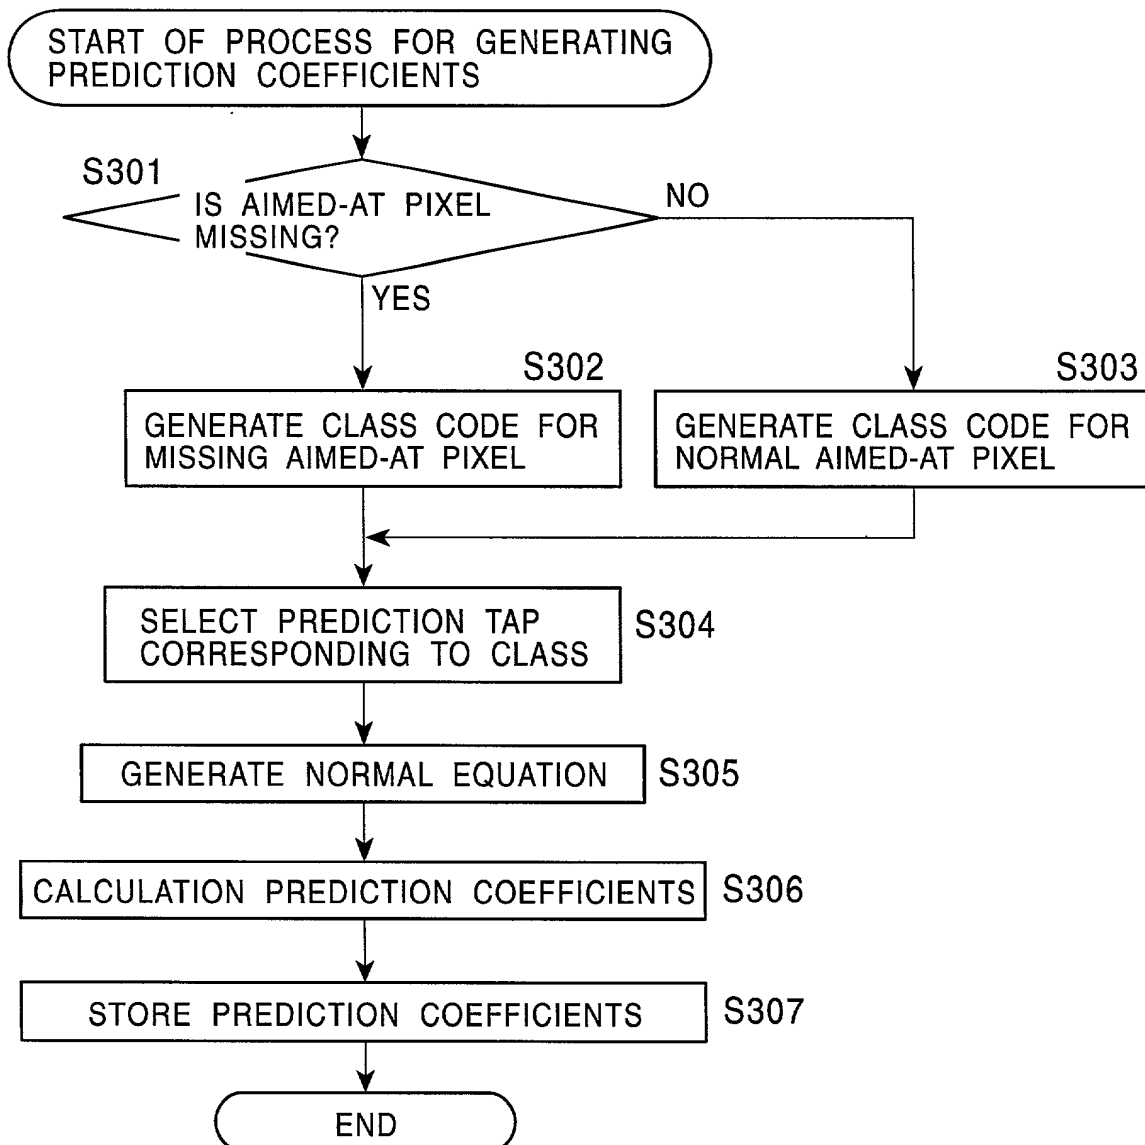 START OF PROCESS FOR GENERATING
PREDICTION COEFFICIENTS
S301
IS AIMED-AT PIXEL
MISSING?
NO
YES
S302
GENERATE CLASS CODE FOR
MISSING AIMED-AT PIXEL
S303
GENERATE CLASS CODE FOR
NORMAL AIMED-AT PIXEL
SELECT PREDICTION TAP
CORRESPONDING TO CLASS
S304
GENERATE NORMAL EQUATION
S305
CALCULATION PREDICTION COEFFICIENTS
S306
STORE PREDICTION COEFFICIENTS
S307
END